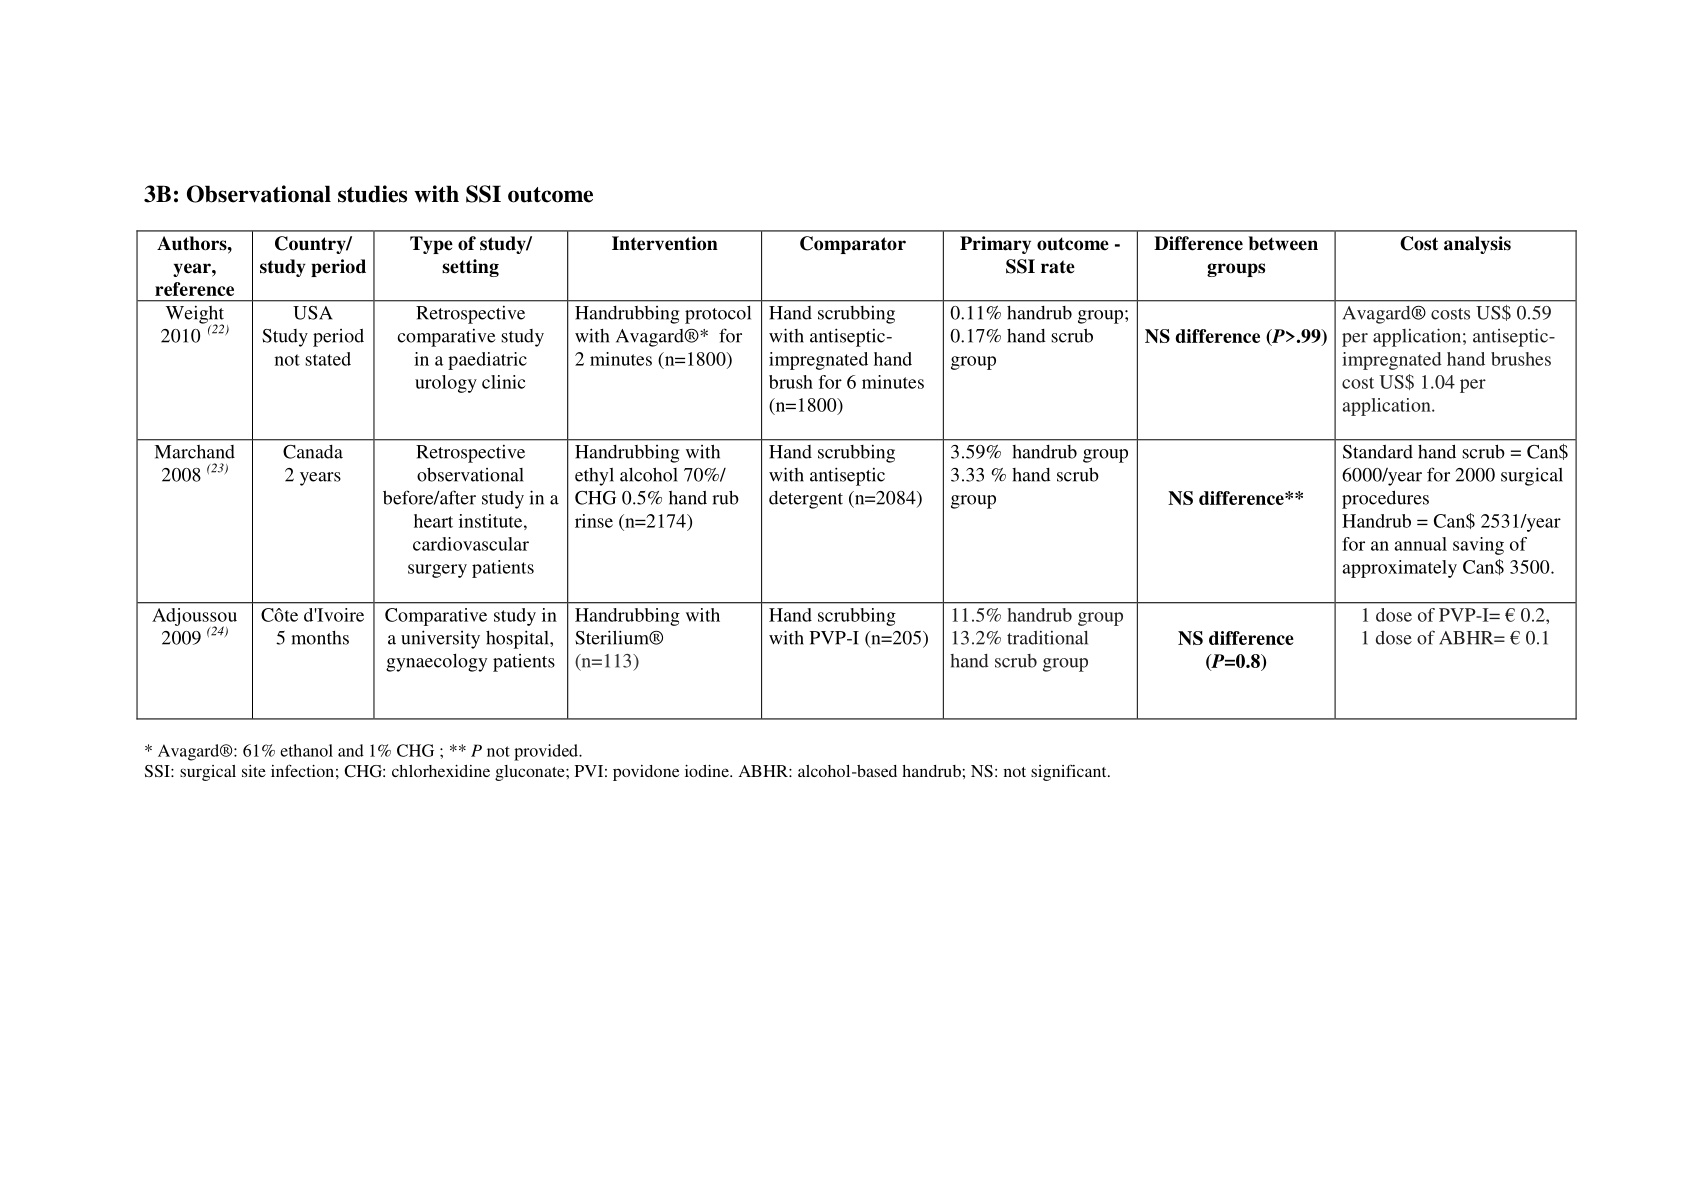 3B: Observational studies with SSI outcome
Authors,
year,
reference
Country/
study period
Type of study/
setting
Intervention
Comparator
Primary outcome -
SSI rate
Difference between
groups
Cost analysis
Weight
2010 (22)
USA
Study period
not stated
Retrospective
comparative study
in a paediatric
urology clinic
Handrubbing protocol
with Avagard®* for
2 minutes (n=1800)
Hand scrubbing
with antiseptic-
impregnated hand
brush for 6 minutes
(n=1800)
0.11% handrub group;
0.17% hand scrub
group
NS difference (P>.99)
Avagard® costs US$ 0.59
per application; antiseptic-
impregnated hand brushes
cost US$ 1.04 per
application.
Marchand
2008 (23)
Canada
2 years
Retrospective
observational
before/after study in a
heart institute,
cardiovascular
surgery patients
Handrubbing with
ethyl alcohol 70%/
CHG 0.5% hand rub
rinse (n=2174)
Hand scrubbing
with antiseptic
detergent (n=2084)
3.59% handrub group
3.33 % hand scrub
group
NS difference**
Standard hand scrub = Can$
6000/year for 2000 surgical
procedures
Handrub = Can$ 2531/year
for an annual saving of
approximately Can$ 3500.
Adjoussou
2009 (24)
Côte d'Ivoire
5 months
Comparative study in
a university hospital,
gynaecology patients
Handrubbing with
Sterilium®
(n=113)
Hand scrubbing
with PVP-I (n=205)
11.5% handrub group
13.2% traditional
hand scrub group
NS difference
(P=0.8)
1 dose of PVP-I= € 0.2,
1 dose of ABHR= € 0.1
* Avagard®: 61% ethanol and 1% CHG ; ** P not provided.
SSI: surgical site infection; CHG: chlorhexidine gluconate; PVI: povidone iodine. ABHR: alcohol-based handrub; NS: not significant.